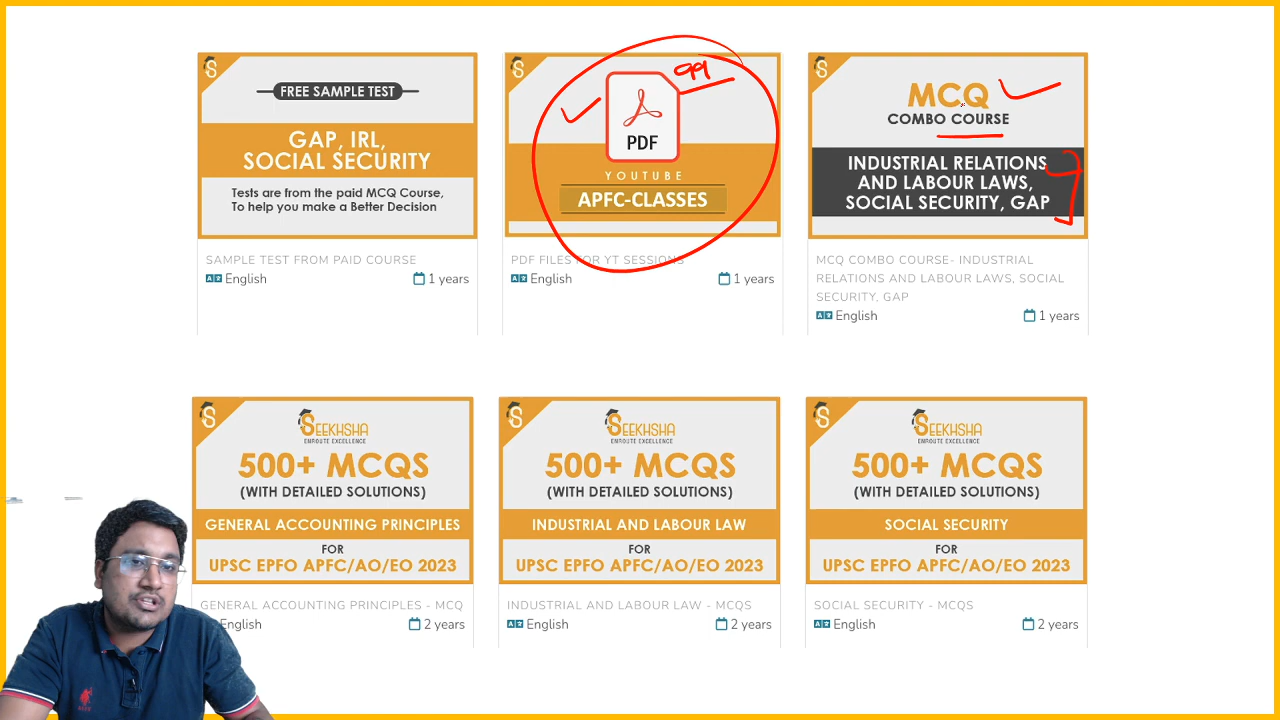 FREE SAMPLE TEST
GAP, IRL,
SOCIAL SECURITY
Tests are from the paid MCQ Course,
To help you make a Better Decision
SAMPLE TEST FROM PAID COURSE
English
1 years
99
PDF
YOUTUBE
APFC-CLASSES
PDF FILES FOR YT SESSIONS
English
1 years
MCQ
COMBO COURSE
INDUSTRIAL RELATIONS
AND LABOUR LAWS,
SOCIAL SECURITY, GAP
MCQ COMBO COURSE- INDUSTRIAL
RELATIONS AND LABOUR LAWS, SOCIAL
SECURITY, GAP
English
1 years
SEEKHSHA
ENROUTE EXCELLENCE
500+ MCQS
(WITH DETAILED SOLUTIONS)
GENERAL ACCOUNTING PRINCIPLES
FOR
UPSC EPFO APFC/AO/EO 2023
GENERAL ACCOUNTING PRINCIPLES - MCQ
English
2 years
SEEKHSHA
ENROUTE EXCELLENCE
500+ MCQS
(WITH DETAILED SOLUTIONS)
INDUSTRIAL AND LABOUR LAW
FOR
UPSC EPFO APFC/AO/EO 2023
INDUSTRIAL AND LABOUR LAW - MCQS
English
2 years
SEEKHSHA
ENROUTE EXCELLENCE
500+ MCQS
(WITH DETAILED SOLUTIONS)
SOCIAL SECURITY
FOR
UPSC EPFO APFC/AO/EO 2023
SOCIAL SECURITY - MCQS
English
2 years